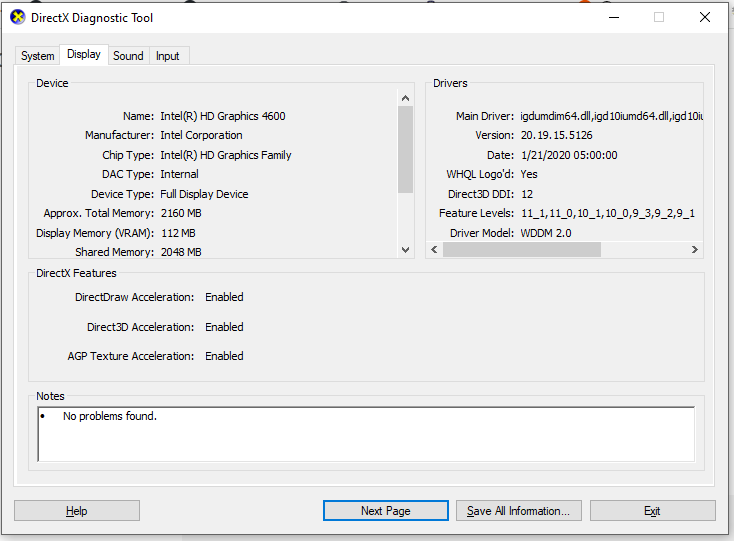 DirectX Diagnostic Tool
System Display Sound Input
Device
Name: Intel(R) HD Graphics 4600
Manufacturer: Intel Corporation
Chip Type: Intel(R) HD Graphics Family
DAC Type: Internal
Device Type: Full Display Device
Approx. Total Memory: 2160 MB
Display Memory (VRAM): 112 MB
Shared Memory: 2048 MB
Drivers
Main Driver: igdumdim64.dll,igd10iumd64.dll,igd10iu
Version: 20.19.15.5126
Date: 1/21/2020 05:00:00
WHQL Logo'd: Yes
Direct3D DDI: 12
Feature Levels: 11_1,11_0,10_1,10_0,9_3,9_2,9_1
Driver Model: WDDM 2.0
DirectX Features
DirectDraw Acceleration: Enabled
Direct3D Acceleration: Enabled
AGP Texture Acceleration: Enabled
Notes
• No problems found.
Help Next Page Save All Information... Exit